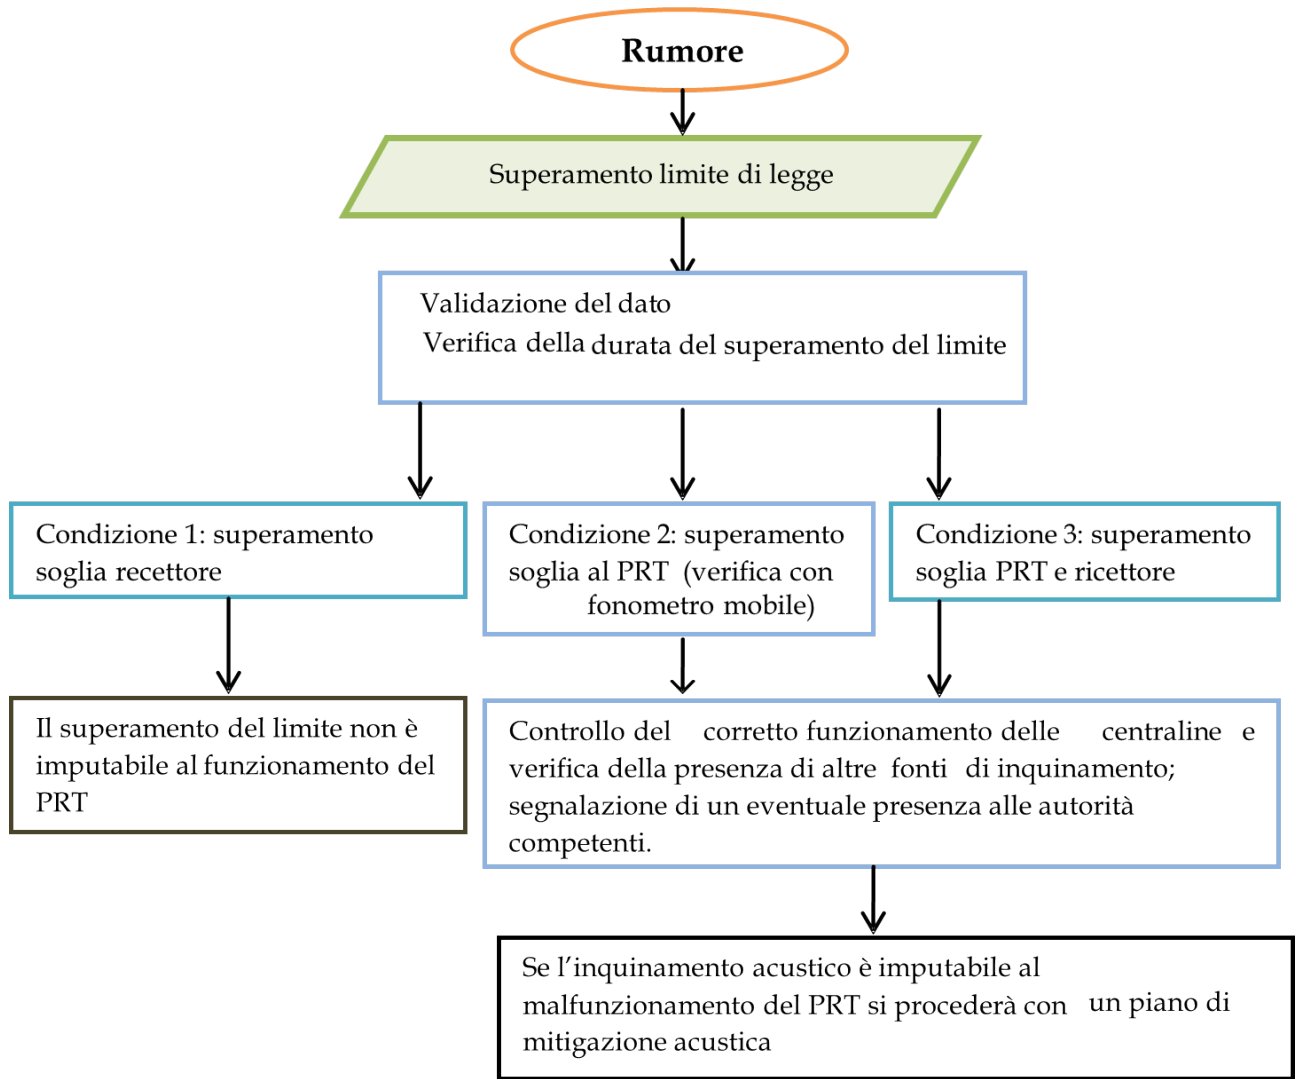 Rumore
Superamento limite di legge
Validazione del dato
Verifica della durata del superamento del limite
Condizione 1: superamento
soglia recettore
Condizione 2: superamento
soglia al PRT (verifica con
fonometro mobile)
Condizione 3: superamento
soglia PRT e ricettore
Il superamento del limite non è
imputabile al funzionamento del
PRT
Controllo del corretto funzionamento delle centraline e
verifica della presenza di altre fonti di inquinamento;
segnalazione di un eventuale presenza alle autorità
competenti.
Se l'inquinamento acustico è imputabile al
malfunzionamento del PRT si procederà con un piano di
mitigazione acustica